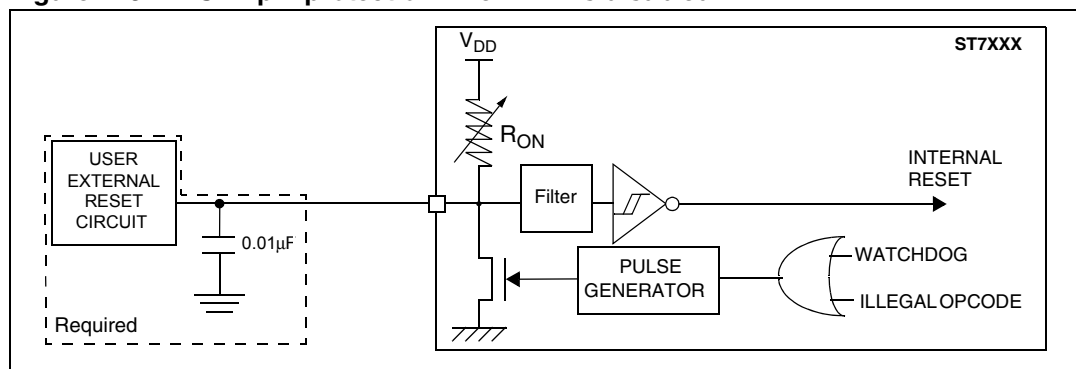 VDD
ST7XXX
RON
USER
EXTERNAL
RESET
CIRCUIT
0.01µF
Required
Filter
INTERNAL
RESET
PULSE
GENERATOR
WATCHDOG
ILLEGAL OPCODE